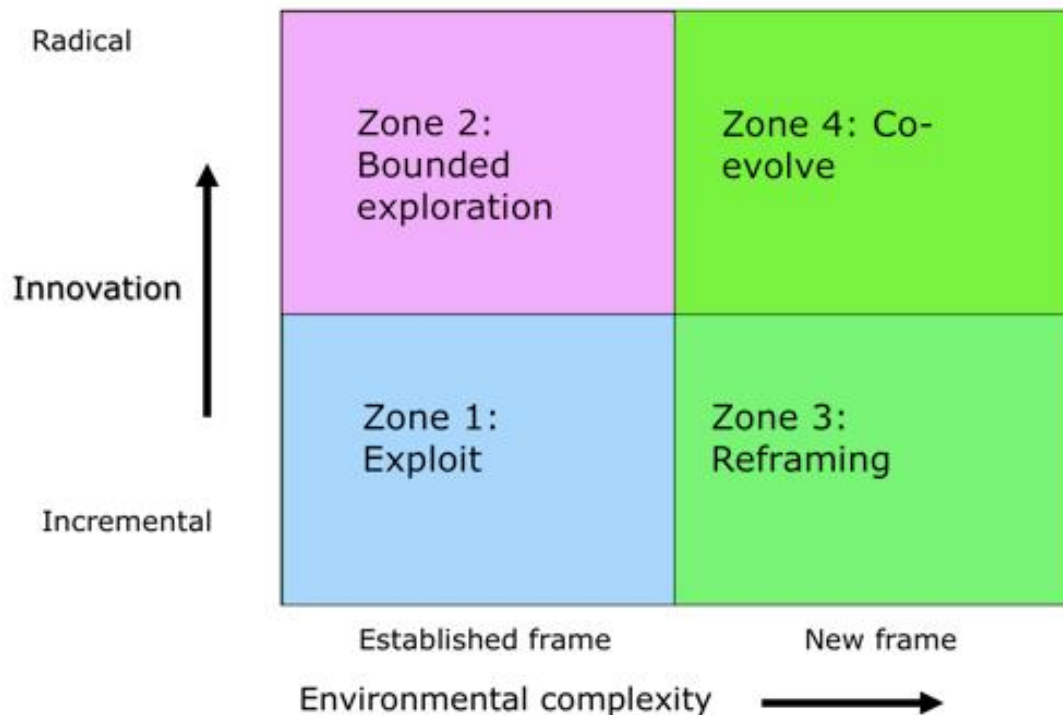 Radical
Zone 2:
Bounded
exploration
Zone 4: Co-
evolve
Innovation
Zone 1:
Exploit
Zone 3:
Reframing
Incremental
Established frame
New frame
Environmental complexity